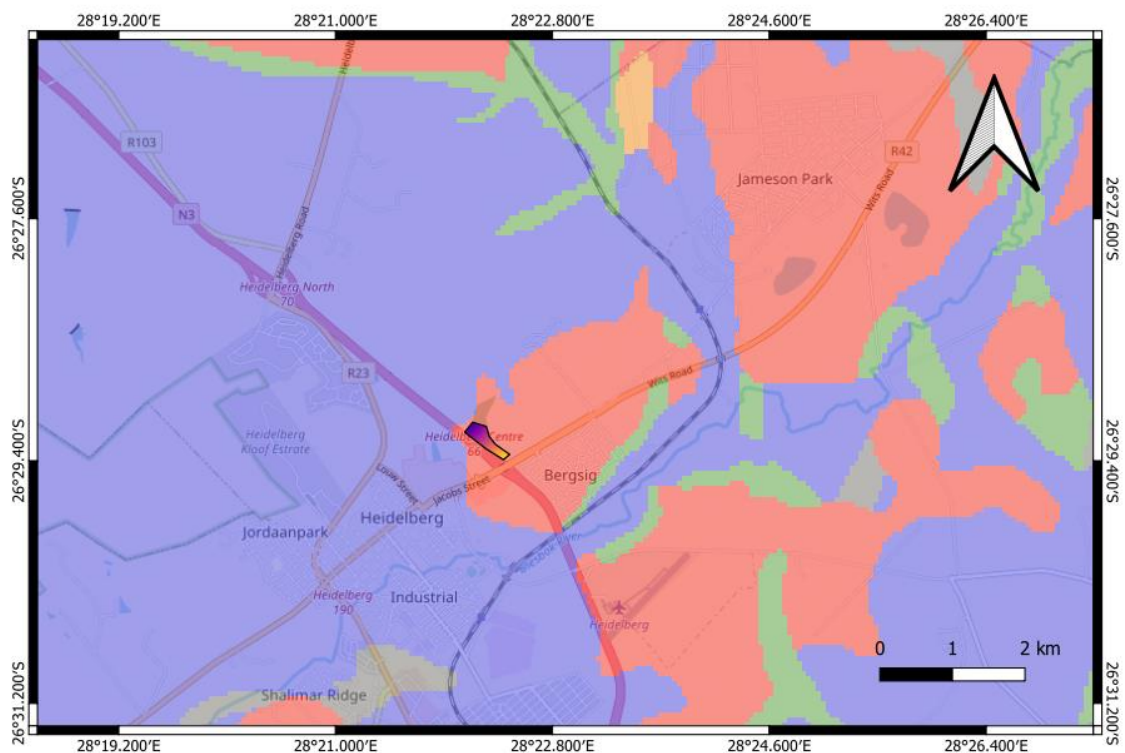 28°19.200'E 28°21.000'E 28°22.800'E 28°24.600'E 28°26.400'E
Heidelberg
R103
R42
Jameson Park
Wits Road
N3
Heidelberg Road
26°27.600'S
26°27.600'S
Heidelberg North
70
R23
Wits Road
Heidelberg
Kloof Estrate
Heidelberg Centre
66
26°29.400'S
26°29.400'S
Bergsig
Louw Street
Jacobs Street
Heidelberg
Jordaanpark
Blesbok River
Heidelberg
190
Industrial
Heidelberg
0 1 2 km
Shalimar Ridge
26°31.200'S
26°31.200'S
28°19.200'E 28°21.000'E 28°22.800'E 28°24.600'E 28°26.400'E